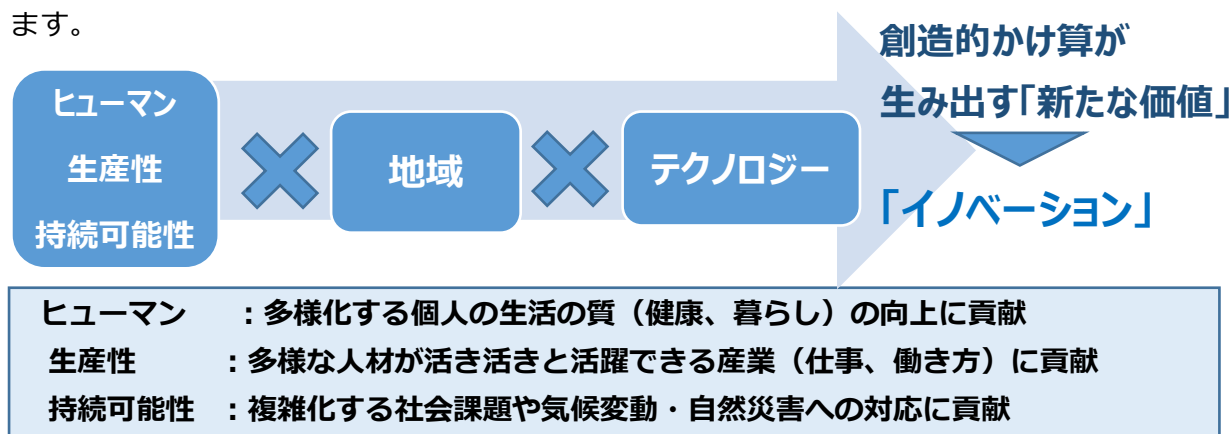 ます。
創造的かけ算が
生み出す「新たな価値」
「イノベーション」
ヒューマン
生産性
持続可能性
地域
テクノロジー
ヒューマン ：多様化する個人の生活の質（健康、暮らし）の向上に貢献
生産性 ：多様な人材が活き活きと活躍できる産業（仕事、働き方）に貢献
持続可能性 ：複雑化する社会課題や気候変動・自然災害への対応に貢献